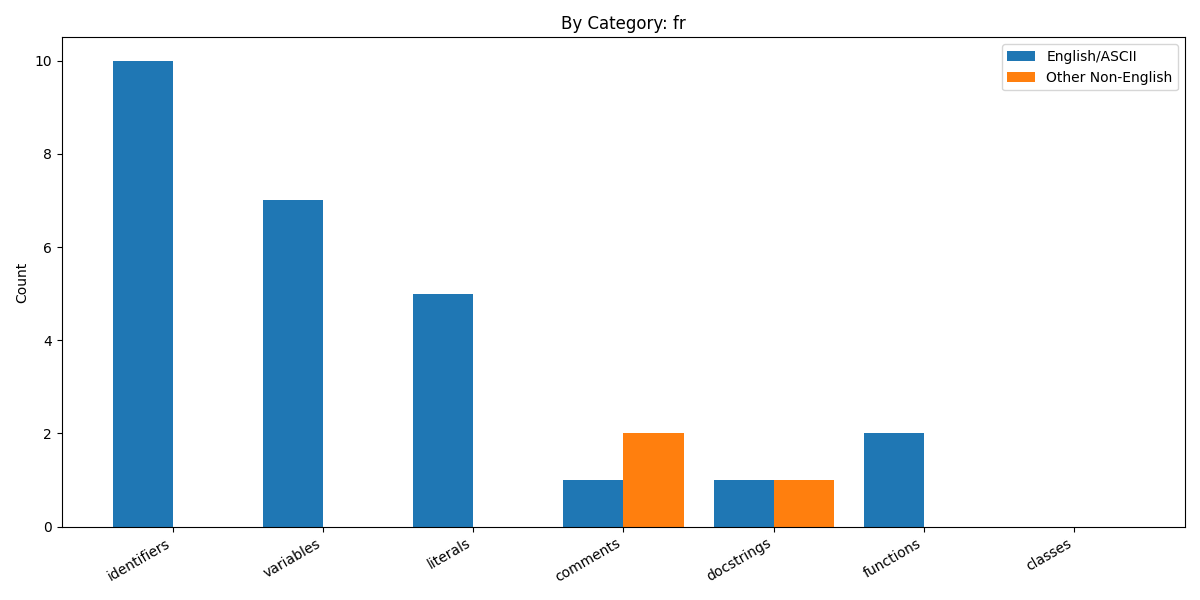 By Category: fr
English/ASCII
Other Non-English
Count
10
8
6
4
2
0
identifiers
variables
literals
comments
docstrings
functions
classes